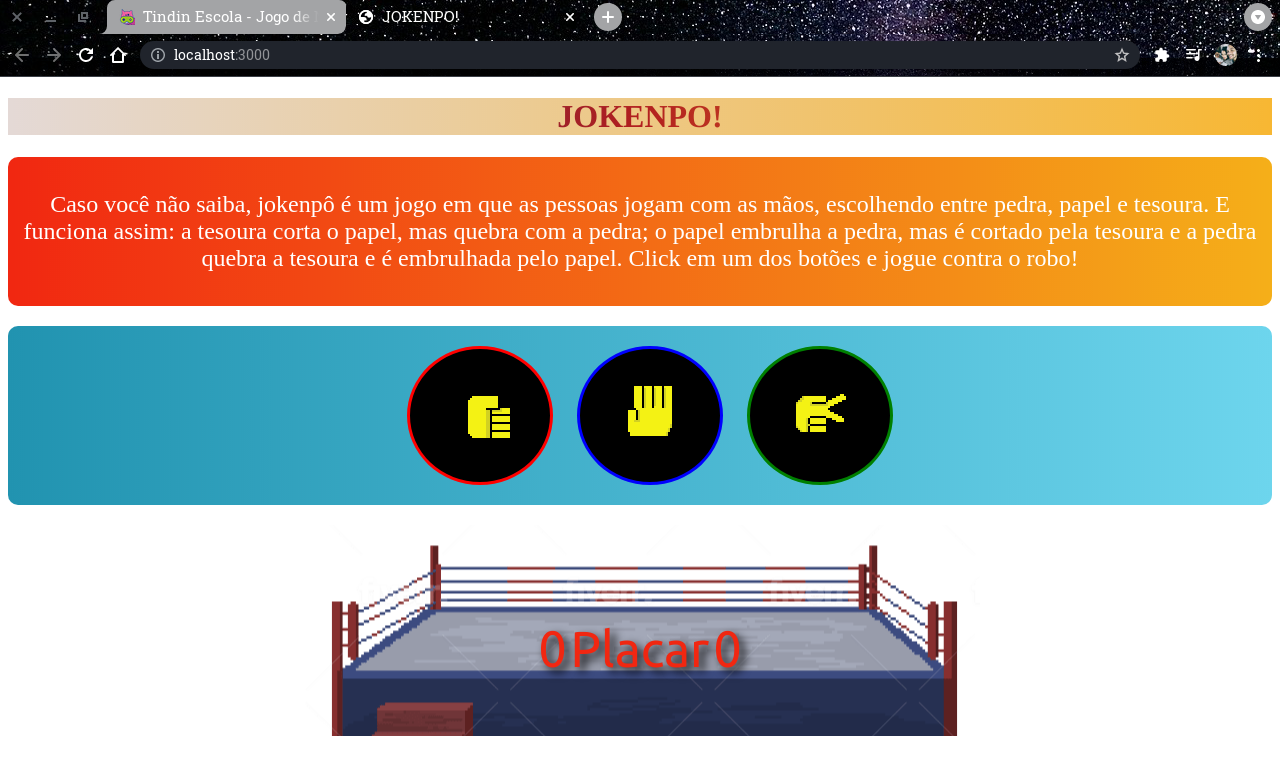 Tindin Escola - Jogo de
JOKENPO!
localhost:3000
JOKENPO!
Caso você não saiba, jokenpô é um jogo em que as pessoas jogam com as mãos, escolhendo entre pedra, papel e tesoura. E
funciona assim: a tesoura corta o papel, mas quebra com a pedra; o papel embrulha a pedra, mas é cortado pela tesoura e a pedra
quebra a tesoura e é embrulhada pelo papel. Click em um dos botões e jogue contra o robo!
0 Placar 0